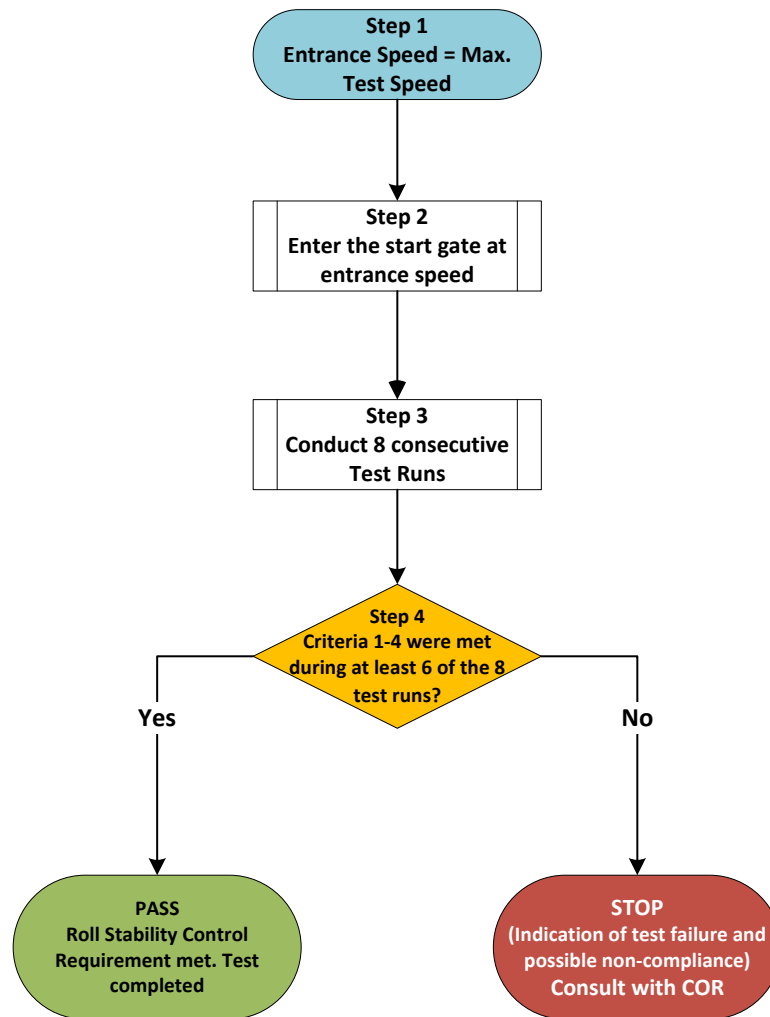 Step 1
Entrance Speed = Max.
Test Speed
Step 2
Enter the start gate at
entrance speed
Step 3
Conduct 8 consecutive
Test Runs
Step 4
Criteria 1-4 were met
during at least 6 of the 8
test runs?
Yes
No
PASS
Roll Stability Control
Requirement met. Test
completed
STOP
(Indication of test failure and
possible non-compliance)
Consult with COR